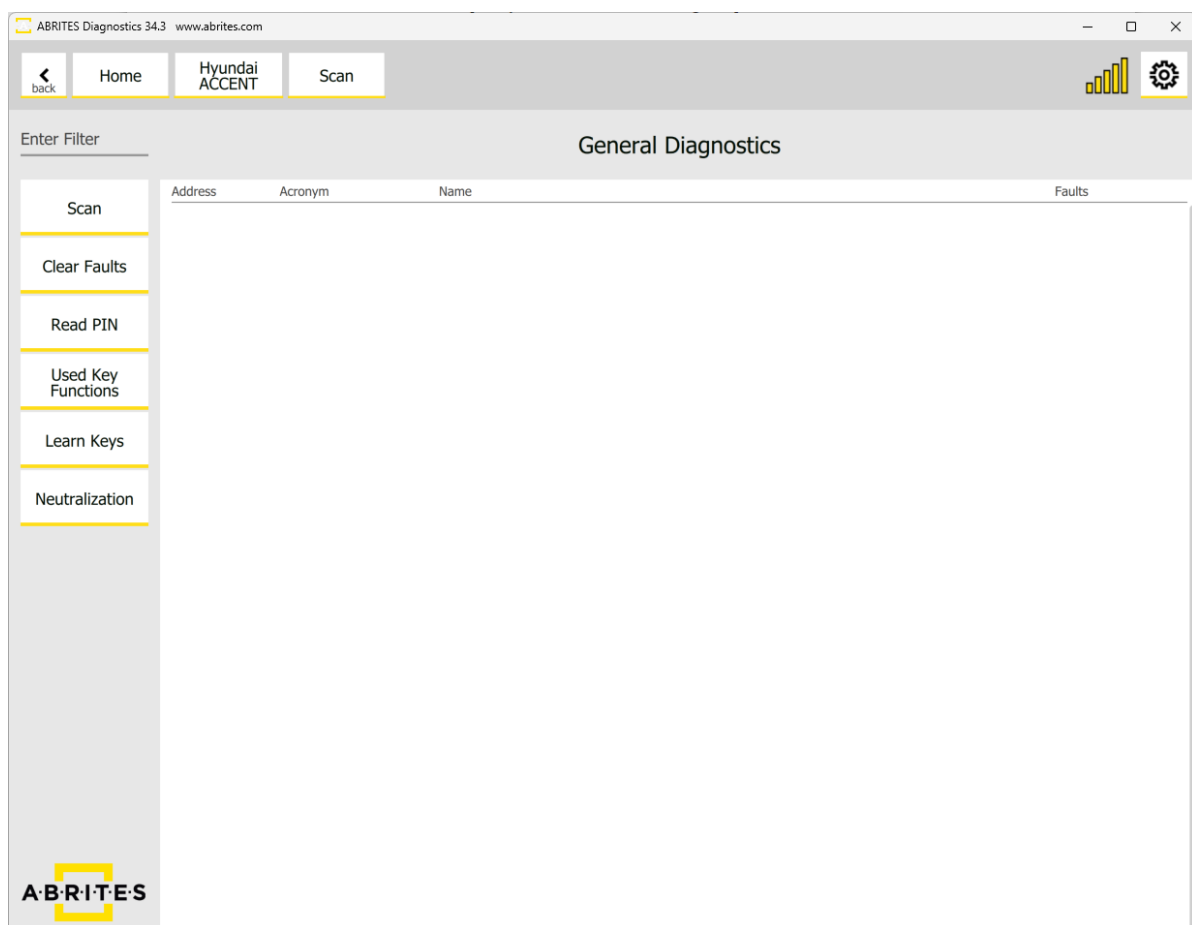 ABRITES Diagnostics 34.3 www.abrites.com
back
Home
Hyundai
ACCENT
Scan
Enter Filter
General Diagnostics
Address Acronym Name Faults
Scan
Clear Faults
Read PIN
Used Key
Functions
Learn Keys
Neutralization
A·B·R·I·T·E·S